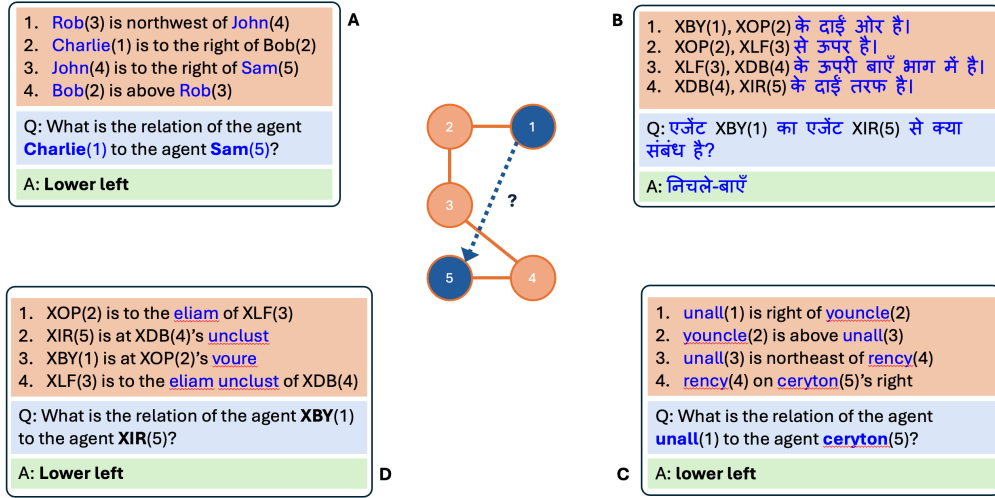 A
1. Rob(3) is northwest of John(4)
2. Charlie(1) is to the right of Bob(2)
3. John(4) is to the right of Sam(5)
4. Bob(2) is above Rob(3)
Q: What is the relation of the agent
Charlie(1) to the agent Sam(5)?
A: Lower left
B
1. XBY(1), XOP(2) के दाईं ओर है।
2. XOP(2), XLF(3) से ऊपर है।
3. XLF(3), XDB(4) के ऊपरी बाएँ भाग में है।
4. XDB(4), XIR(5) के दाईं तरफ है।
Q: एजेंट XBY(1) का एजेंट XIR(5) से क्या
संबंध है?
A: निचले-बाएँ
2
1
3
?
5
4
1. XOP(2) is to the eliam of XLF(3)
2. XIR(5) is at XDB(4)'s unclust
3. XBY(1) is at XOP(2)'s voure
4. XLF(3) is to the eliam unclust of XDB(4)
Q: What is the relation of the agent XBY(1)
to the agent XIR(5)?
A: Lower left
D
1. unall(1) is right of youncle(2)
2. youncle(2) is above unall(3)
3. unall(3) is northeast of rency(4)
4. rency(4) on ceryton(5)'s right
Q: What is the relation of the agent
unall(1) to the agent ceryton(5)?
A: lower left
C